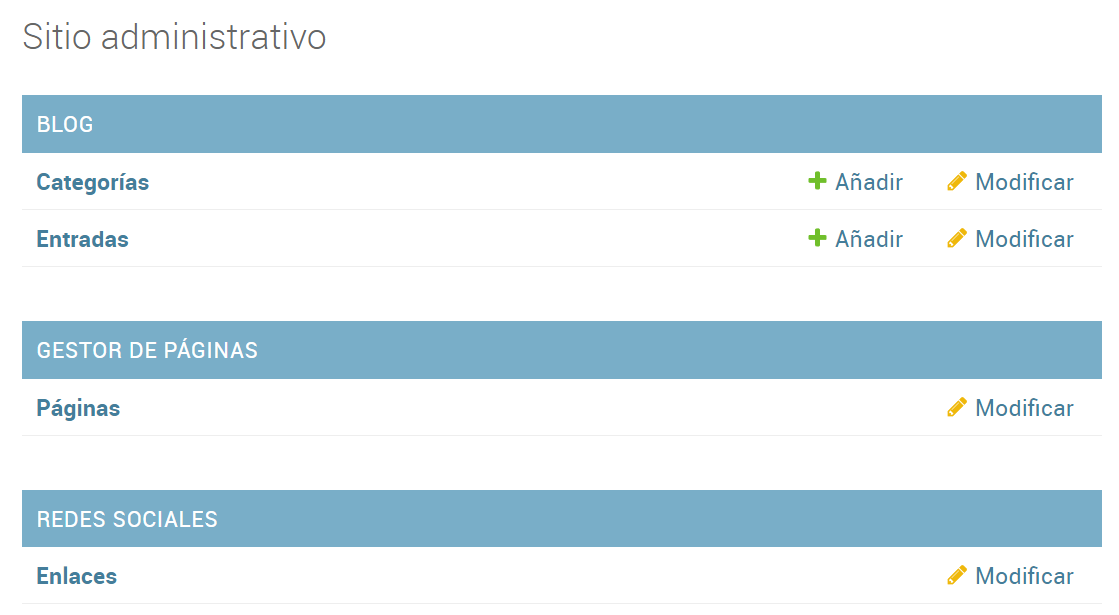 Sitio administrativo
BLOG
Categorías Añadir Modificar
Entradas Añadir Modificar
GESTOR DE PÁGINAS
Páginas Modificar
REDES SOCIALES
Enlaces Modificar